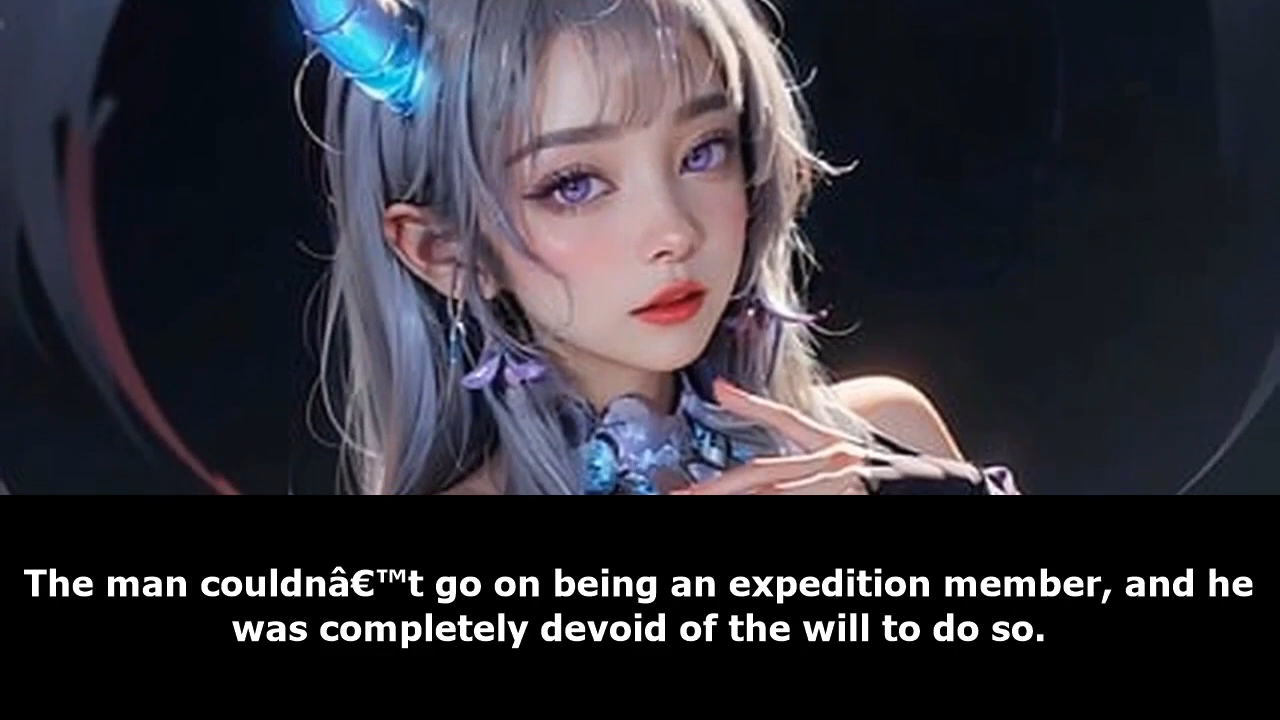 The man couldnâ€™t go on being an expedition member, and he
was completely devoid of the will to do so.